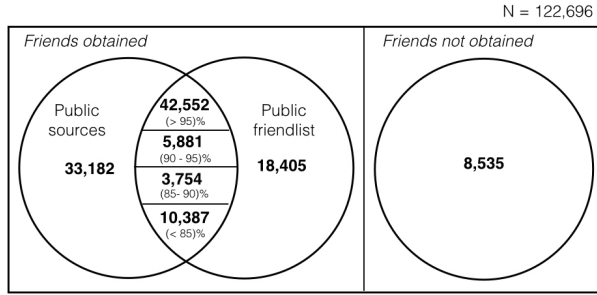 N = 122,696
Friends obtained
Friends not obtained
Public
sources
33,182
42,552
(> 95)%
5,881
(90 - 95)%
3,754
(85- 90)%
10,387
(< 85)%
Public
friendlist
18,405
8,535